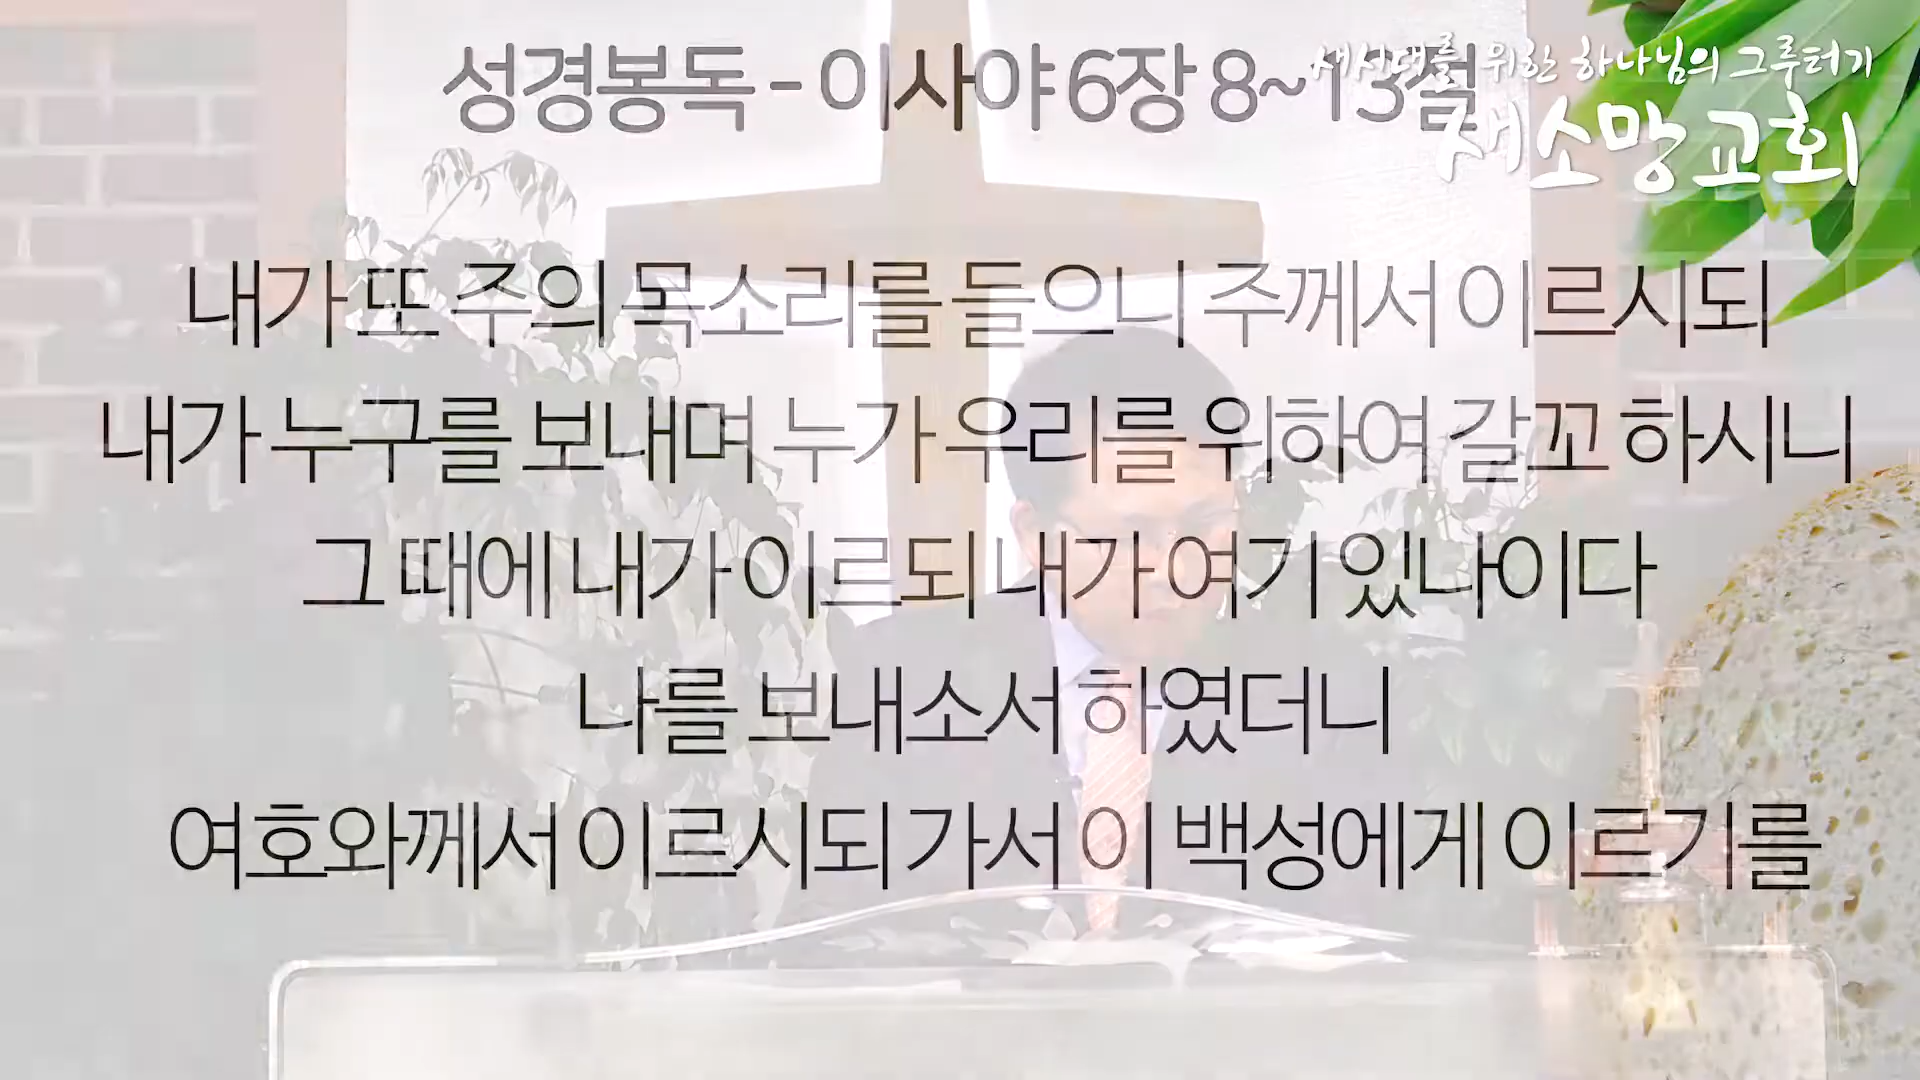 성경봉독 - 이사야 6장 8~13절
새시대를 위한 하나님의 그루터기
새소망교회
내가 또 주의 목소리를 들으니 주께서 이르시되
내가 누구를 보내며 누가 우리를 위하여 갈꼬 하시니
그 때에 내가 이르되 내가 여기 있나이다
나를 보내소서 하였더니
여호와께서 이르시되 가서 이 백성에게 이르기를